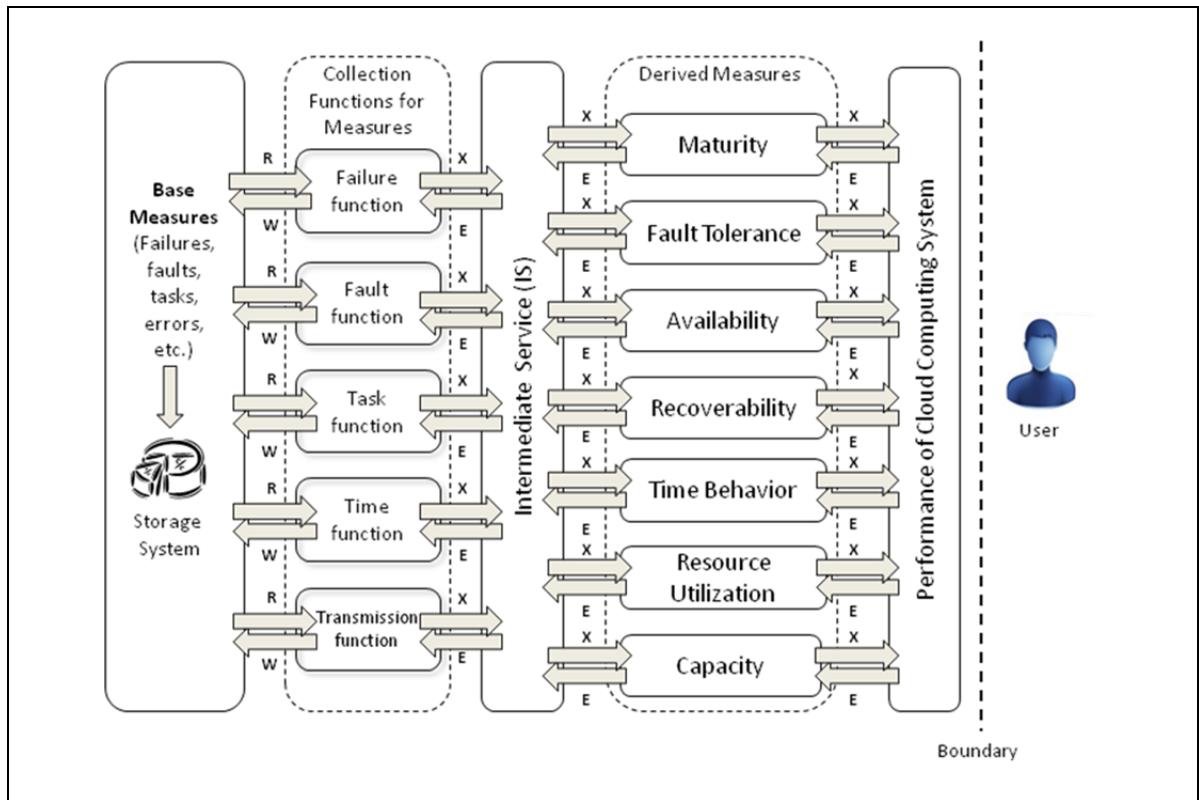 Base
Measures
(Failures,
faults,
tasks,
errors,
etc.)
Storage
System
R
W
R
W
R
W
R
W
R
W
Collection
Functions for
Measures
Failure
function
Fault
function
Task
function
Time
function
Transmission
function
X
E
X
E
X
E
X
E
X
E
Intermediate Service (IS)
X
E
X
E
X
E
X
E
X
E
X
E
X
E
Derived Measures
Maturity
Fault Tolerance
Availability
Recoverability
Time Behavior
Resource
Utilization
Capacity
X
E
X
E
X
E
X
E
X
E
X
E
X
E
Performance of Cloud Computing System
User
Boundary